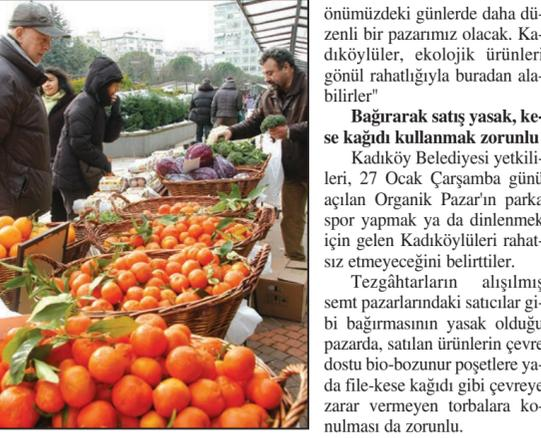 önümüzdeki günlerde daha dü-
zenli bir pazarımız olacak. Ka-
dıköylüler, ekolojik ürünleri
gönül rahatlığıyla buradan ala-
bilirler"
Bağırarak satış yasak, ke-
se kağıdı kullanmak zorunlu
Kadıköy Belediyesi yetkili-
leri, 27 Ocak Çarşamba günü
açılan Organik Pazar'ın parka
spor yapmak ya da dinlenmek
için gelen Kadıköylüleri rahat-
sız etmeyeceğini belirttiler.
Tezgâhtarların alışılmış
semt pazarlarındaki satıcılar gi-
bi bağırmasının yasak olduğu
pazarda, satılan ürünlerin çevre
dostu bio-bozunur poşetlere ya-
da file-kese kağıdı gibi çevreye
zarar vermeyen torbalara ko-
nulması da zorunlu.